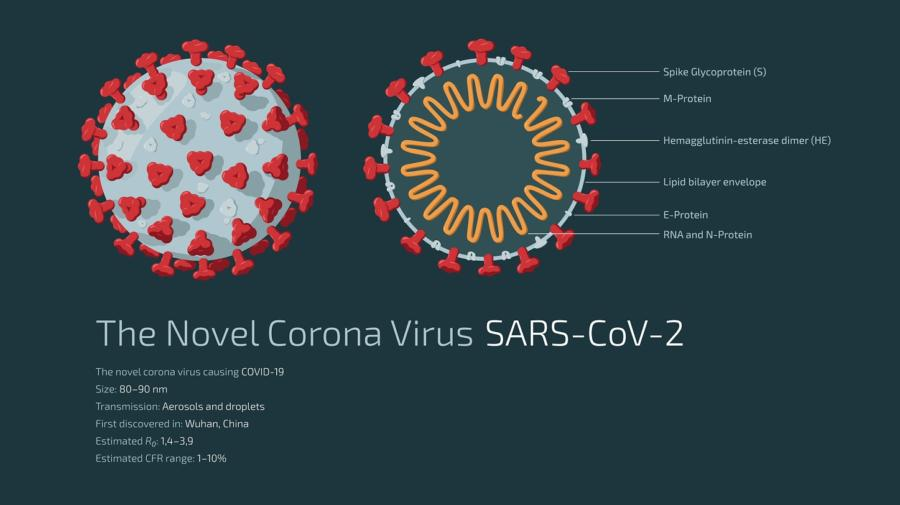 Spike Glycoprotein (S)
M-Protein
Hemagglutinin-esterase dimer (HE)
Lipid bilayer envelope
E-Protein
RNA and N-Protein
The Novel Corona Virus SARS-CoV-2
The novel corona virus causing COVID-19
Size: 80–90 nm
Transmission: Aerosols and droplets
First discovered in: Wuhan, China
Estimated R₀: 1,4–3,9
Estimated CFR range: 1–10%